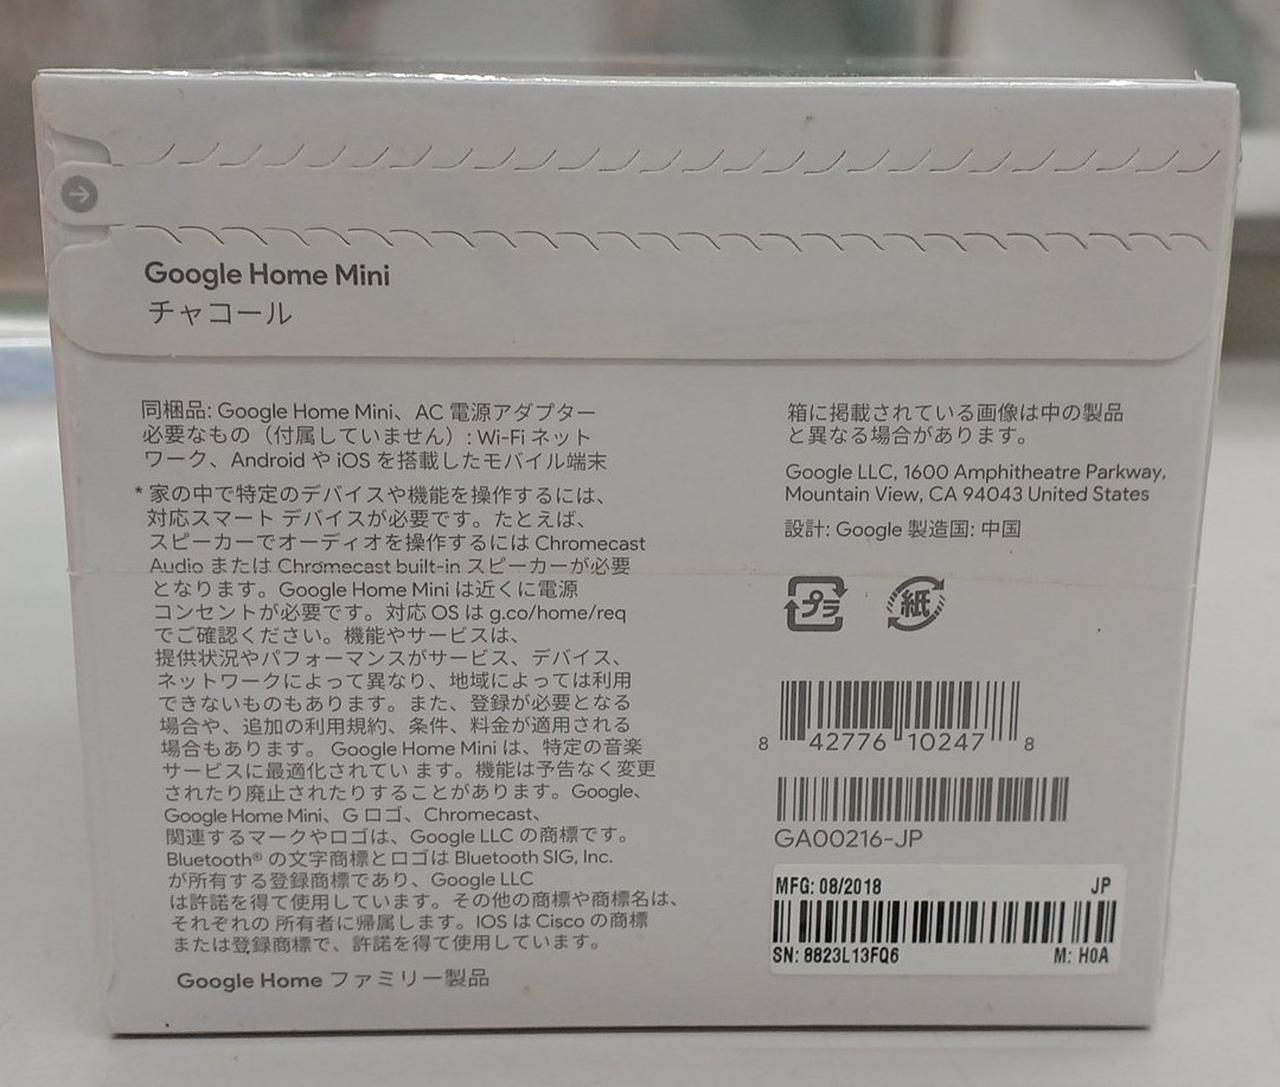 Google Home Mini
チャコール
同梱品: Google Home Mini、AC 電源アダプター
必要なもの（付属していません）: Wi-Fi ネット
ワーク、Android や iOS を搭載したモバイル端末
* 家の中で特定のデバイスや機能を操作するには、
対応スマート デバイスが必要です。たとえば、
スピーカーでオーディオを操作するには Chromecast
Audio または Chromecast built-in スピーカーが必要
となります。Google Home Mini は近くに電源
コンセントが必要です。対応 OS は g.co/home/req
でご確認ください。機能やサービスは、
提供状況やパフォーマンスがサービス、デバイス、
ネットワークによって異なり、地域によっては利用
できないものもあります。また、登録が必要となる
場合や、追加の利用規約、条件、料金が適用される
場合もあります。 Google Home Mini は、特定の音楽
サービスに最適化されてい ます。機能は予告なく変更
されたり廃止されたりすることがあります。Google、
Google Home Mini、G ロゴ、Chromecast、
関連するマークやロゴは、Google LLC の商標です。
Bluetooth® の文字商標とロゴは Bluetooth SIG, Inc.
が所有する登録商標であり、Google LLC
は許諾を得て使用しています。その他の商標や商標名は、
それぞれの 所有者に帰属します。IOS は Cisco の商標
または登録商標で、許諾を得て使用しています。
Google Home ファミリー製品
箱に掲載されている画像は中の製品
と異なる場合があります。
Google LLC, 1600 Amphitheatre Parkway,
Mountain View, CA 94043 United States
設計: Google 製造国: 中国
プラ 紙
8 42776 10247 8
GA00216-JP
MFG: 08/2018 JP
SN: 8823L13FQ6 M: H0A